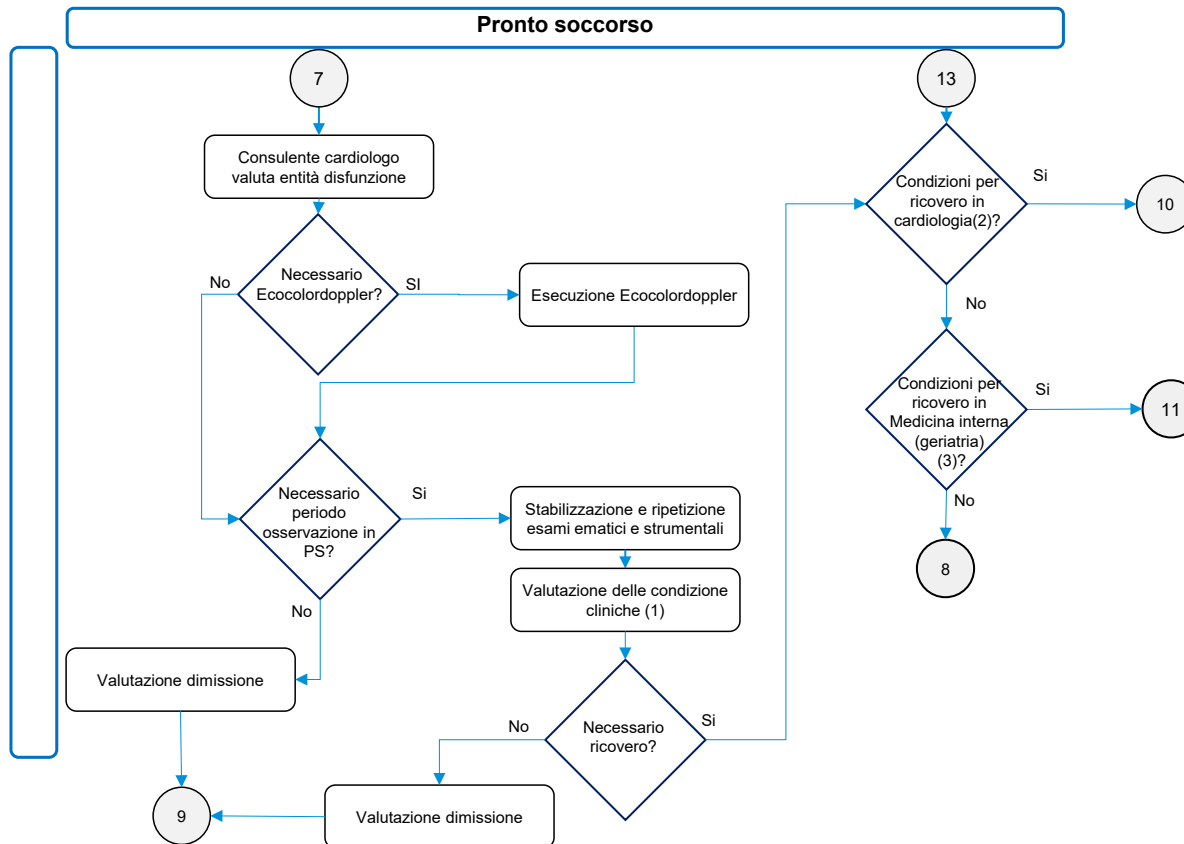 Pronto soccorso
7
13
Consulente cardiologo
valuta entità disfunzione
Condizioni per
ricovero in
cardiologia(2)?
Si
10
No
Necessario
Ecocolordoppler?
No
SI
Esecuzione Ecocolordoppler
Condizioni per
ricovero in
Medicina interna
(geriatria)
(3)?
Si
11
No
8
Necessario
periodo
osservazione in
PS?
Si
Stabilizzazione e ripetizione
esami ematici e strumentali
Valutazione delle condizione
cliniche (1)
No
Valutazione dimissione
Necessario
ricovero?
No
Si
Valutazione dimissione
9